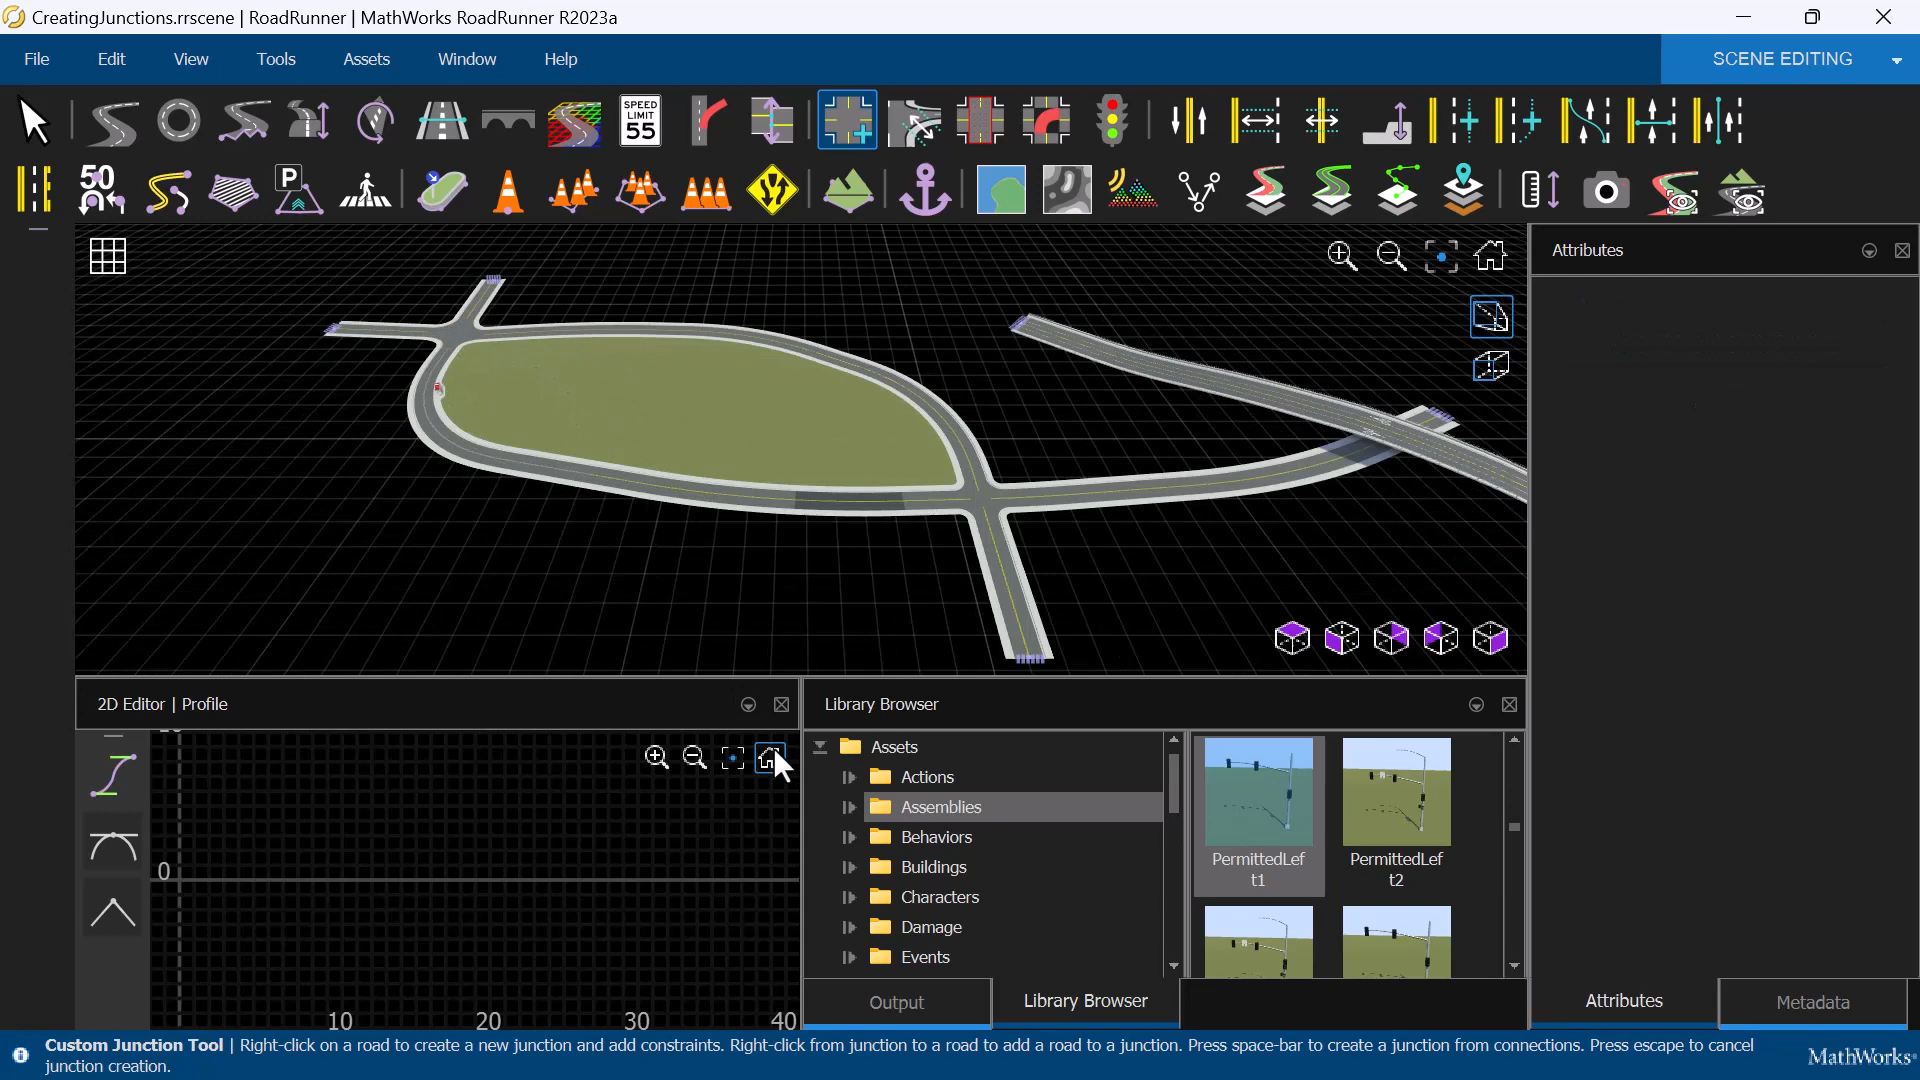 CreatingJunctions.rrscene | RoadRunner | MathWorks RoadRunner R2023a
File Edit View Tools Assets Window Help SCENE EDITING
SPEED LIMIT 55
50 P
Attributes
2D Editor | Profile
Library Browser
Assets
Actions
Assemblies
Behaviors
Buildings
Characters
Damage
Events
PermittedLef
t1
PermittedLef
t2
0
10 20 30 40
Output Library Browser
Attributes Metadata
Custom Junction Tool | Right-click on a road to create a new junction and add constraints. Right-click from junction to a road to add a road to a junction. Press space-bar to create a junction from connections. Press escape to cancel
junction creation.
MathWorks